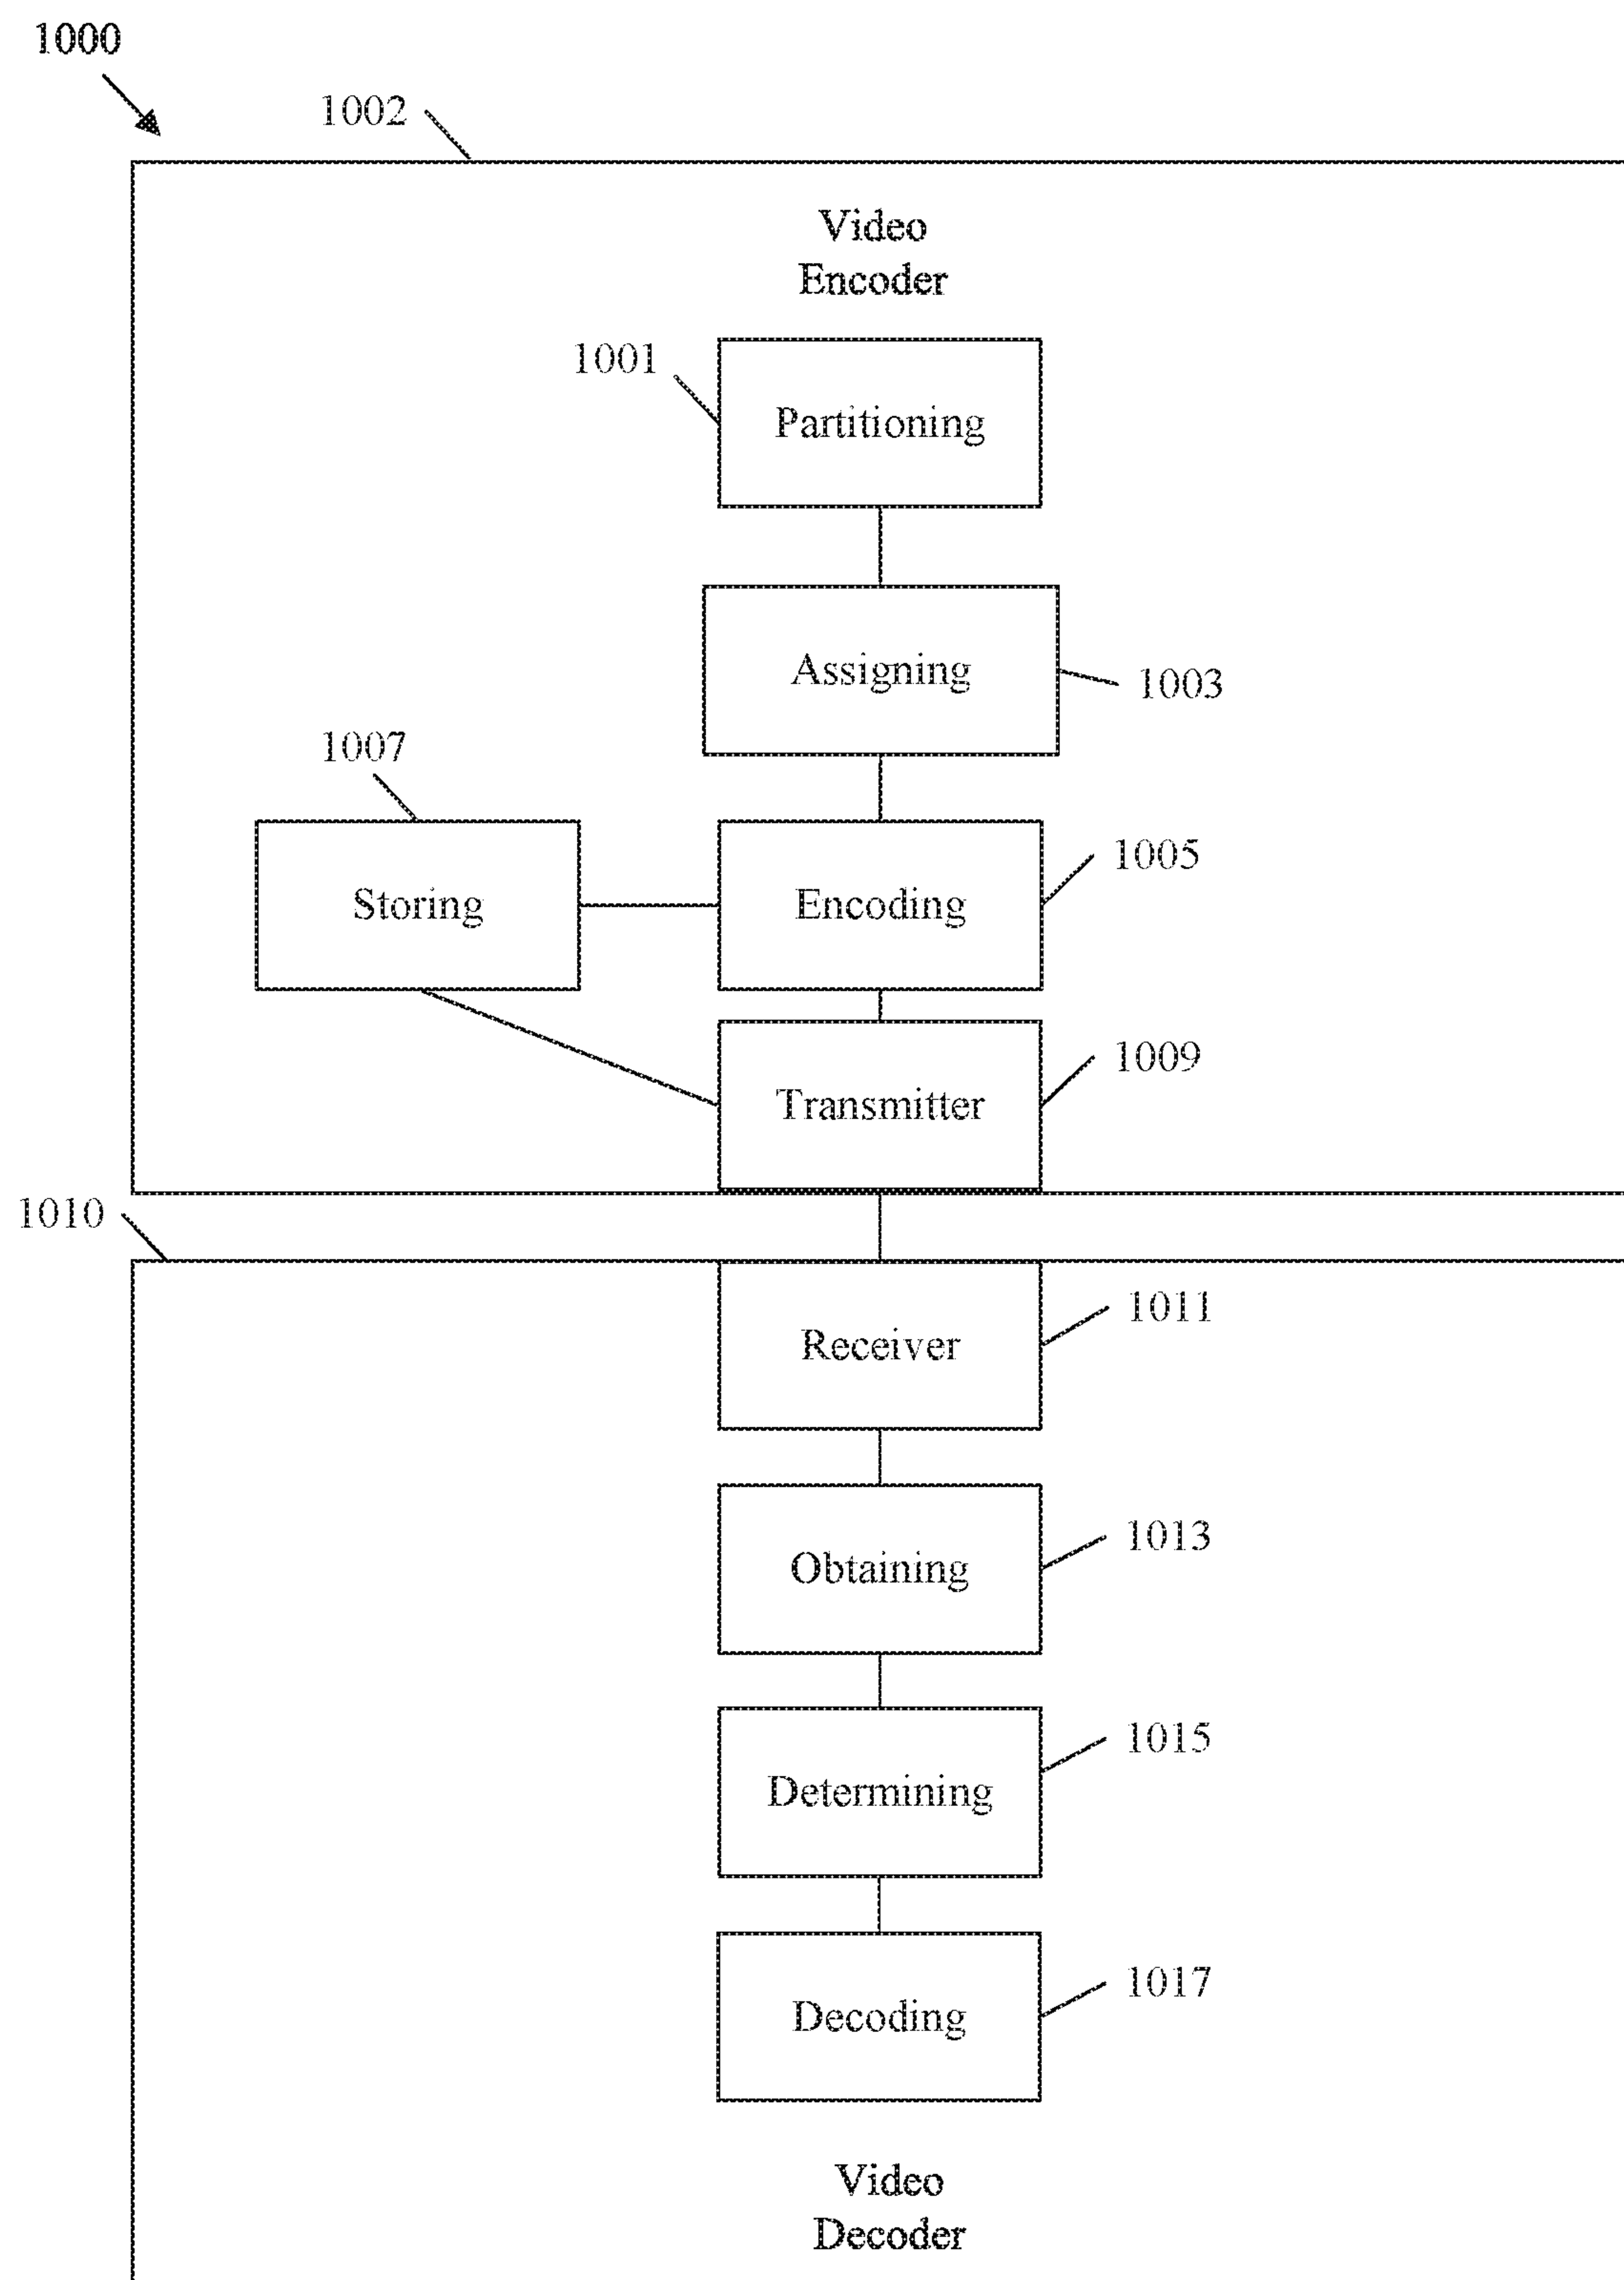 1000
1002
Video
Encoder
1001
Partitioning
Assigning
1003
1007
Storing
Encoding
1005
Transmitter
1009
1010
Receiver
1011
Obtaining
1013
Determining
1015
Decoding
1017
Video
Decoder